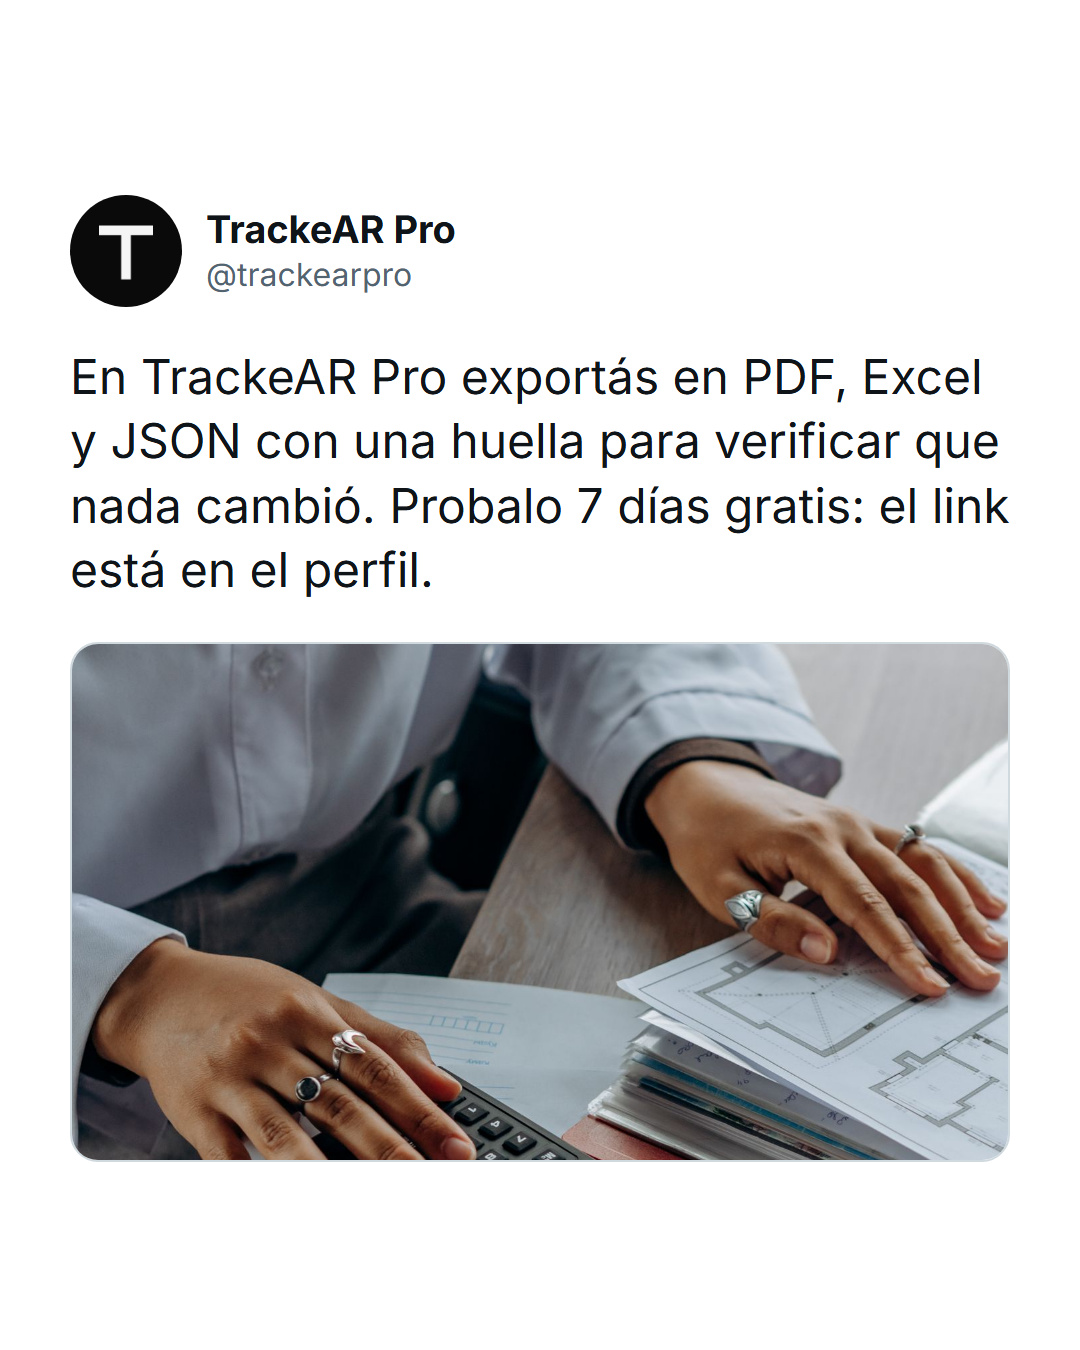 T
TrackeAR Pro
@trackearpro
En TrackeAR Pro exportás en PDF, Excel
y JSON con una huella para verificar que
nada cambió. Probalo 7 días gratis: el link
está en el perfil.